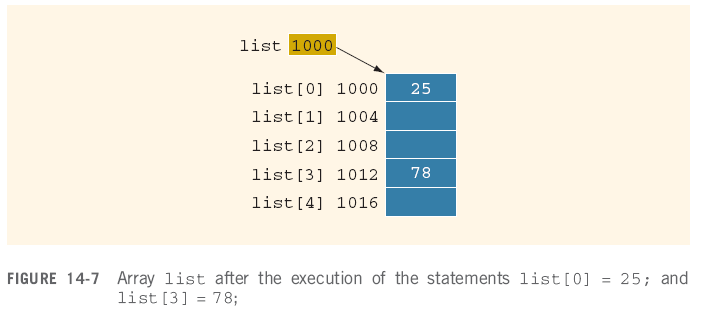 list 1000
list[0] 1000 25
list[1] 1004
list[2] 1008
list[3] 1012 78
list[4] 1016
FIGURE 14-7 Array list after the execution of the statements list[0] = 25; and
list[3] = 78;